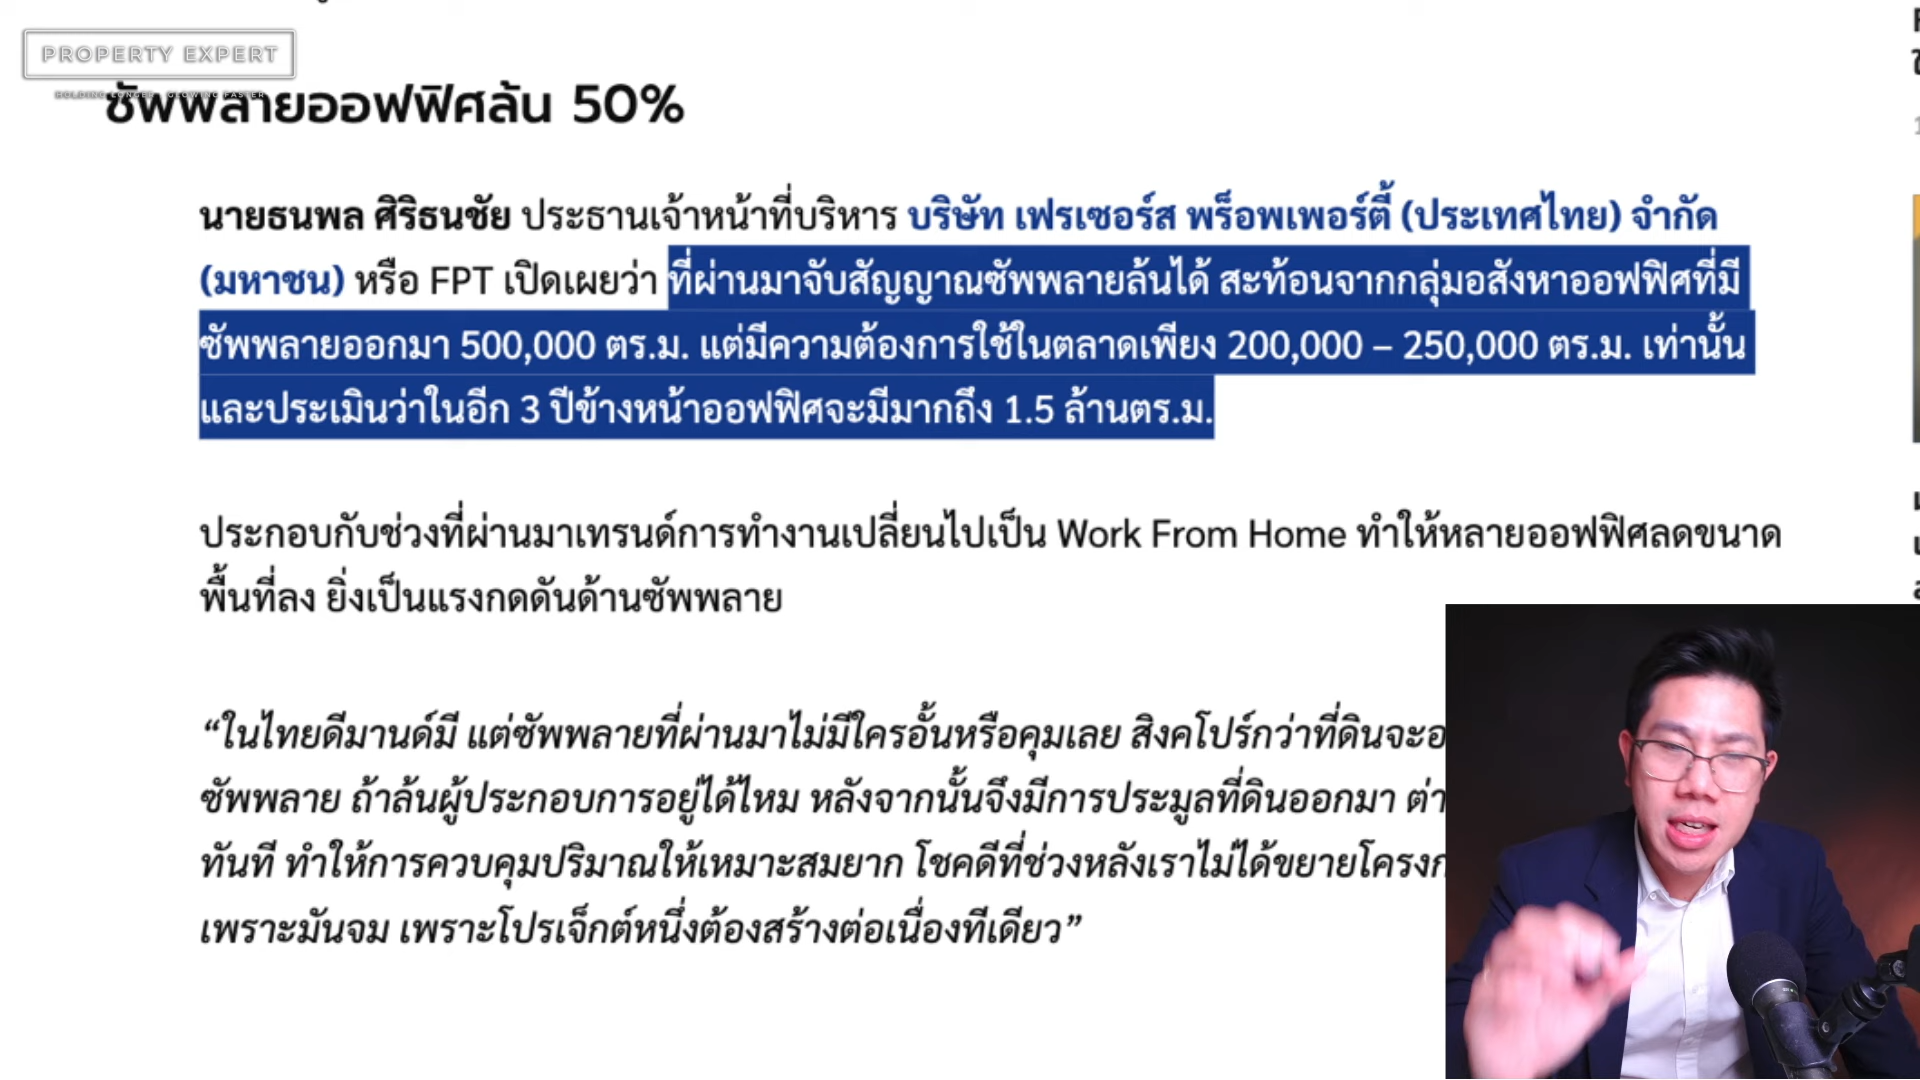 PROPERTY EXPERT
HOLDING LONGER GROWING FASTER
ซัพพลายออฟฟิศล้น 50%
นายธนพล ศิริธนชัย ประธานเจ้าหน้าที่บริหาร บริษัท เฟรเซอร์ส พร็อพเพอร์ตี้ (ประเทศไทย) จำกัด
(มหาชน) หรือ FPT เปิดเผยว่า ที่ผ่านมาจับสัญญาณซัพพลายล้นได้ สะท้อนจากกลุ่มอสังหาออฟฟิศที่มี
ซัพพลายออกมา 500,000 ตร.ม. แต่มีความต้องการใช้ในตลาดเพียง 200,000 – 250,000 ตร.ม. เท่านั้น
และประเมินว่าในอีก 3 ปีข้างหน้าออฟฟิศจะมีมากถึง 1.5 ล้านตร.ม.
ประกอบกับช่วงที่ผ่านมาเทรนด์การทำงานเปลี่ยนไปเป็น Work From Home ทำให้หลายออฟฟิศลดขนาด
พื้นที่ลง ยิ่งเป็นแรงกดดันด้านซัพพลาย
“ในไทยดีมานด์มี แต่ซัพพลายที่ผ่านมาไม่มีใครอั้นหรือคุมเลย สิงคโปร์กว่าที่ดินจะอ
ซัพพลาย ถ้าล้นผู้ประกอบการอยู่ได้ไหม หลังจากนั้นจึงมีการประมูลที่ดินออกมา ต่า
ทันที ทำให้การควบคุมปริมาณให้เหมาะสมยาก โชคดีที่ช่วงหลังเราไม่ได้ขยายโครงก
เพราะมันจม เพราะโปรเจ็กต์หนึ่งต้องสร้างต่อเนื่องทีเดียว”